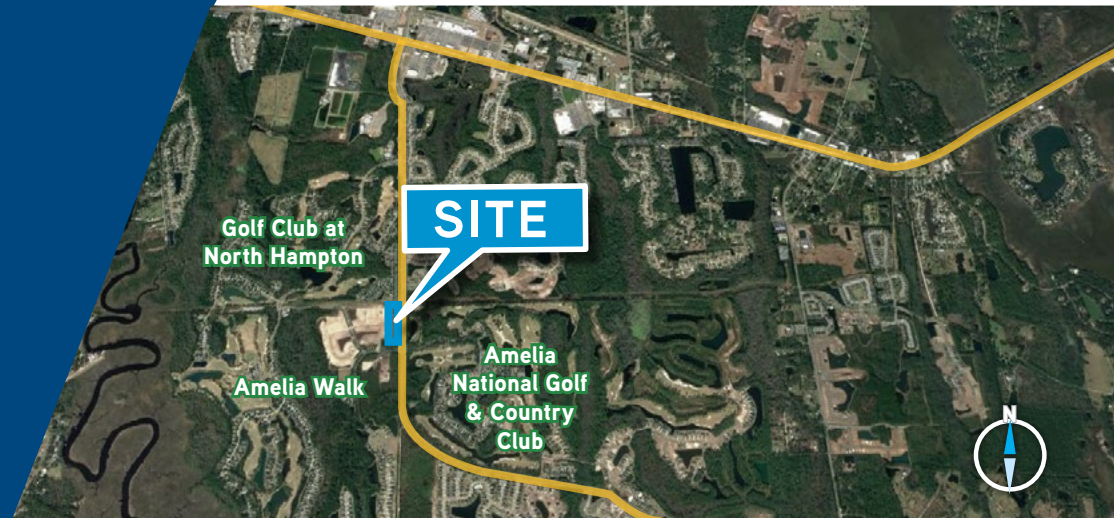 Golf Club at
North Hampton
SITE
Amelia Walk
Amelia
National Golf
& Country
Club
N